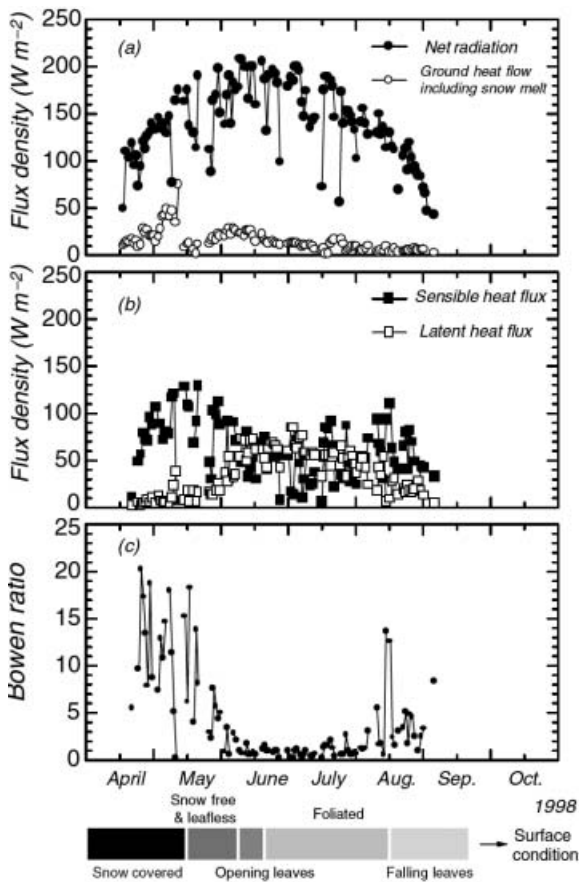 (a)
Net radiation
Ground heat flow
including snow melt
Flux density (W m−2)
250
200
150
100
50
0
(b)
Sensible heat flux
Latent heat flux
Flux density (W m−2)
250
200
150
100
50
0
(c)
Bowen ratio
25
20
15
10
5
0
April May June July Aug. Sep. Oct.
1998
Snow free
& leafless
Foliated
Surface
condition
Snow covered Opening leaves Falling leaves